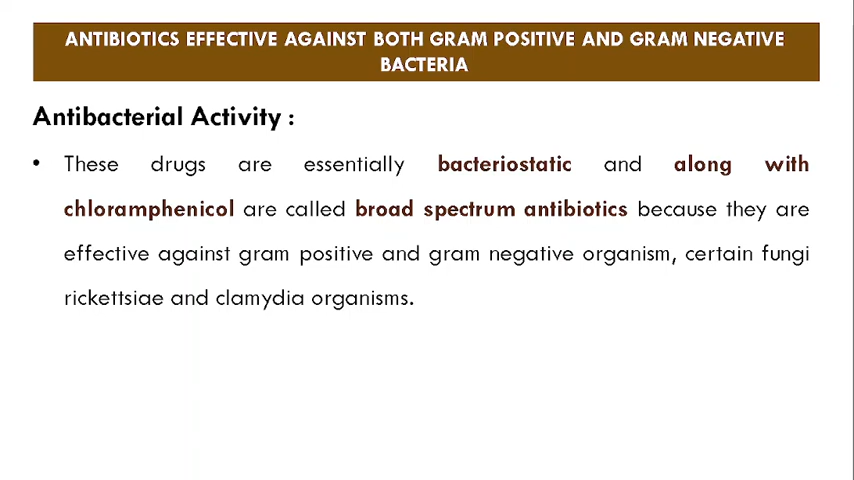 ANTIBIOTICS EFFECTIVE AGAINST BOTH GRAM POSITIVE AND GRAM NEGATIVE
BACTERIA
Antibacterial Activity :
• These drugs are essentially bacteriostatic and along with
chloramphenicol are called broad spectrum antibiotics because they are
effective against gram positive and gram negative organism, certain fungi
rickettsiae and clamydia organisms.